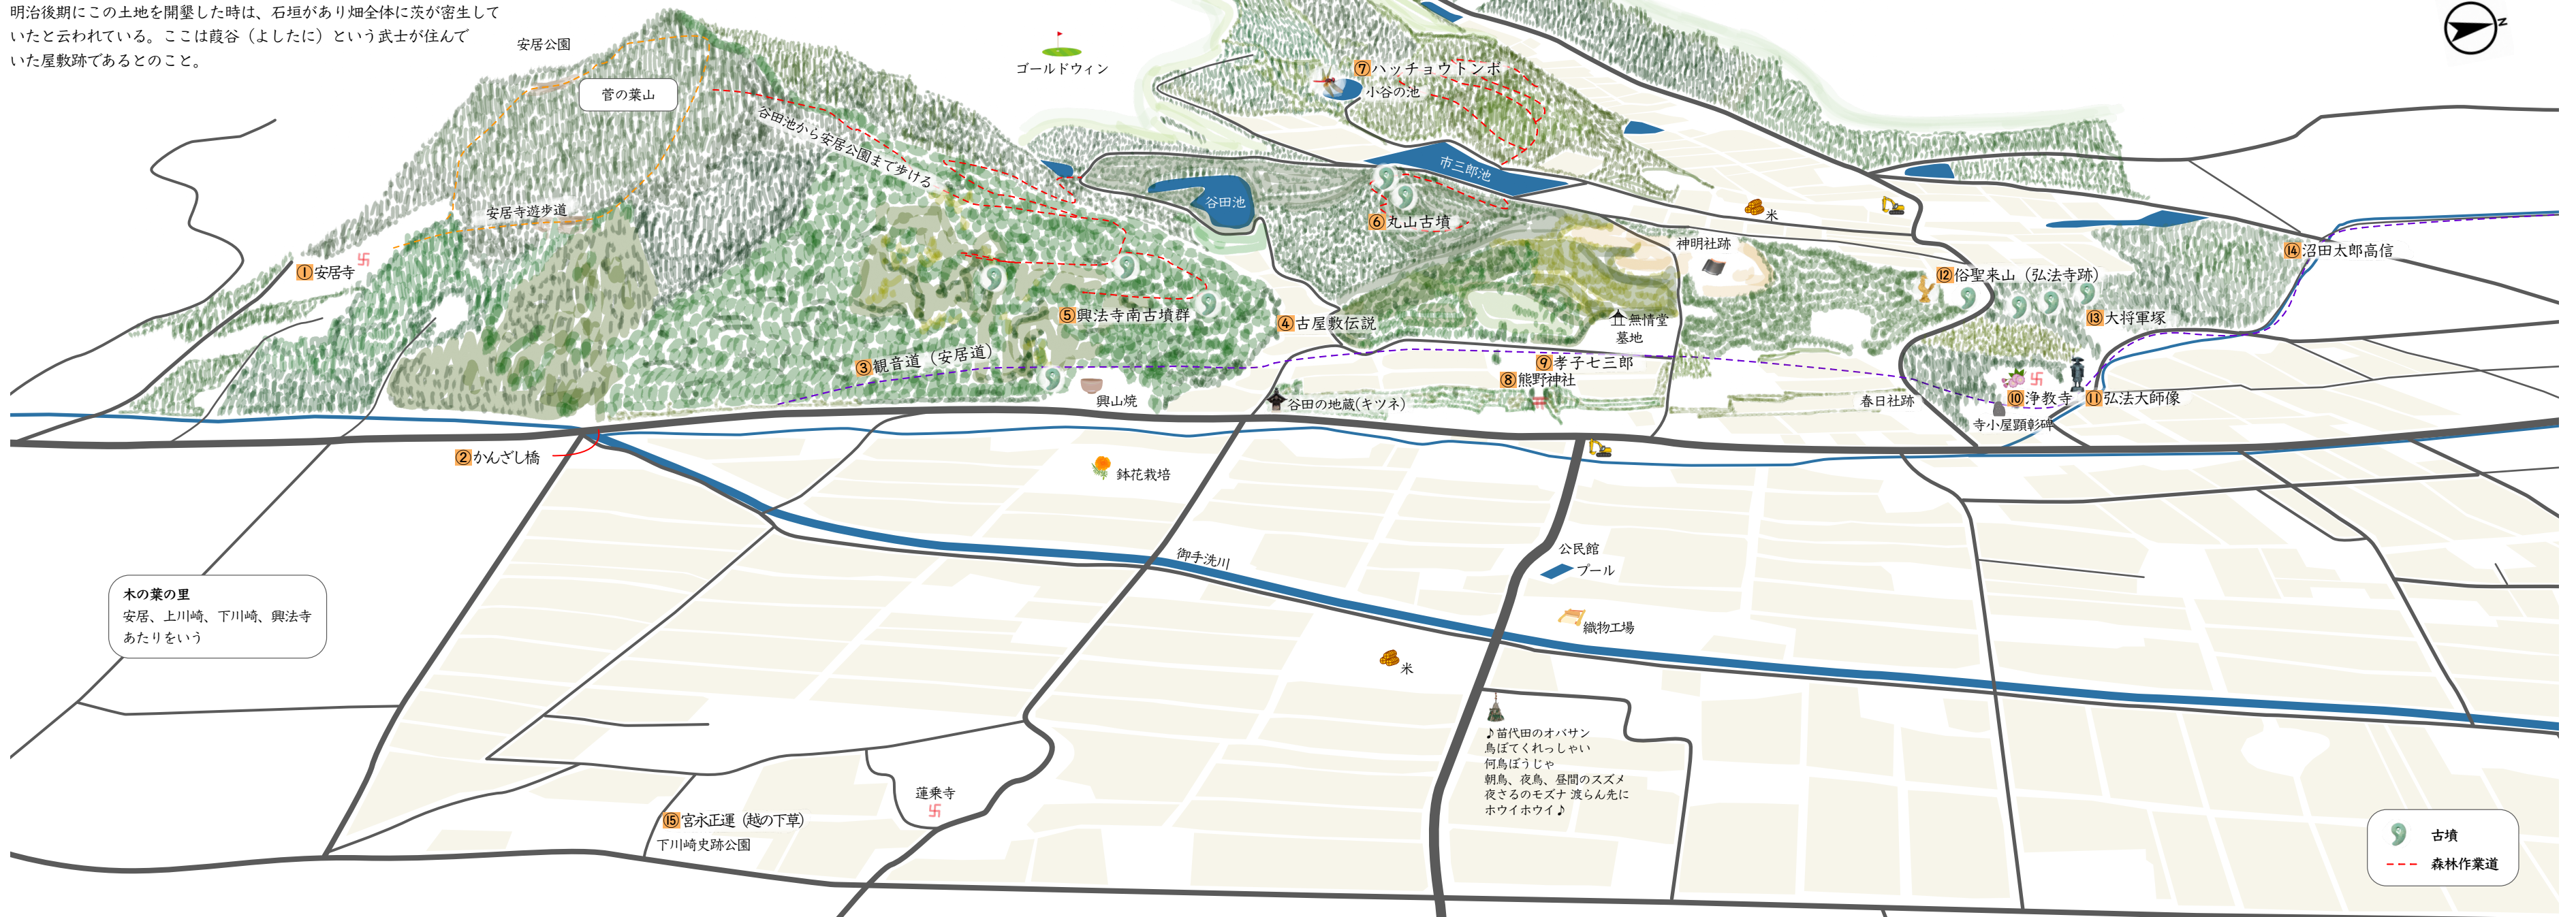 明治後期にこの土地を開墾した時は、石垣があり畑全体に茨が密生して
いたと云われている。ここは葭谷（よしたに）という武士が住んで
いた屋敷跡であるとのこと。
安居公園
菅の葉山
ゴールドウィン
N
⑦ハッチョウトンボ
小谷の池
谷田池から安居公園まで歩ける
市三郎池
安居寺遊歩道
谷田池
⑥丸山古墳
米
神明社跡
①安居寺
⑫俗聖来山（弘法寺跡）
⑭沼田太郎高信
⑤興法寺南古墳群
④古屋敷伝説
⑬大将軍塚
無情堂
墓地
③観音道（安居道）
⑨孝子七三郎
⑧熊野神社
興山焼
谷田の地蔵(キツネ)
春日社跡
⑩浄教寺
⑪弘法大師像
寺小屋顕彰碑
②かんざし橋
鉢花栽培
御手洗川
公民館
プール
織物工場
米
木の葉の里
安居、上川崎、下川崎、興法寺
あたりをいう
♪苗代田のオバサン
鳥ぼてくれっしゃい
何鳥ぼうじゃ
朝鳥、夜鳥、昼間のスズメ
夜さるのモズナ 渡らん先に
ホウイホウイ♪
蓮乗寺
⑮宮永正運（越の下草）
下川崎史跡公園
古墳
森林作業道